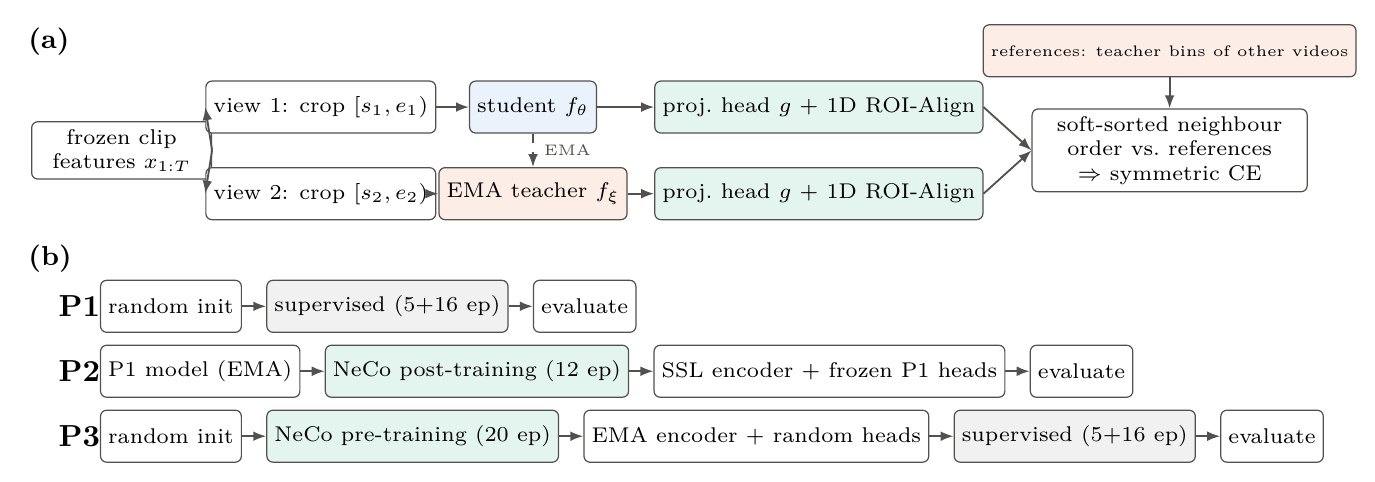 (a)
references: teacher bins of other videos
view 1: crop [s₁, e₁)
student f_θ
proj. head g + 1D ROI-Align
frozen clip
features x_{1:T}
EMA
soft-sorted neighbour
order vs. references
⇒ symmetric CE
view 2: crop [s₂, e₂)
EMA teacher f_ξ
proj. head g + 1D ROI-Align
(b)
P1 random init supervised (5+16 ep) evaluate
P2 P1 model (EMA) NeCo post-training (12 ep) SSL encoder + frozen P1 heads evaluate
P3 random init NeCo pre-training (20 ep) EMA encoder + random heads supervised (5+16 ep) evaluate